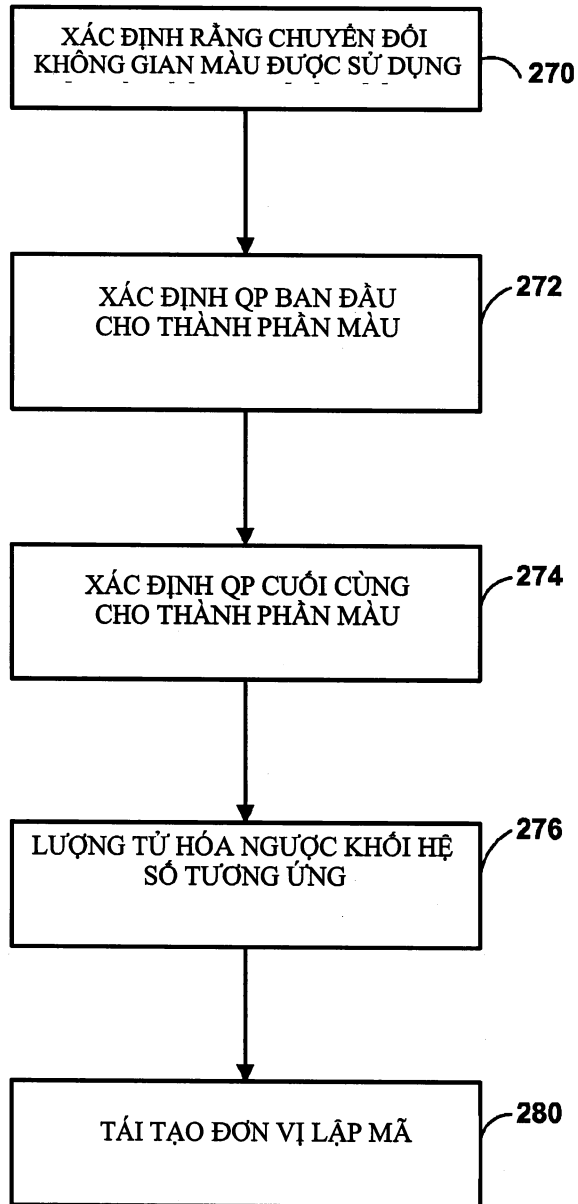 XÁC ĐỊNH RẰNG CHUYỂN ĐỔI
KHÔNG GIAN MÀU ĐƯỢC SỬ DỤNG
270
XÁC ĐỊNH QP BAN ĐẦU
CHO THÀNH PHẦN MÀU
272
XÁC ĐỊNH QP CUỐI CÙNG
CHO THÀNH PHẦN MÀU
274
LƯỢNG TỬ HÓA NGƯỢC KHỐI HỆ
SỐ TƯƠNG ỨNG
276
TÁI TẠO ĐƠN VỊ LẬP MÃ
280